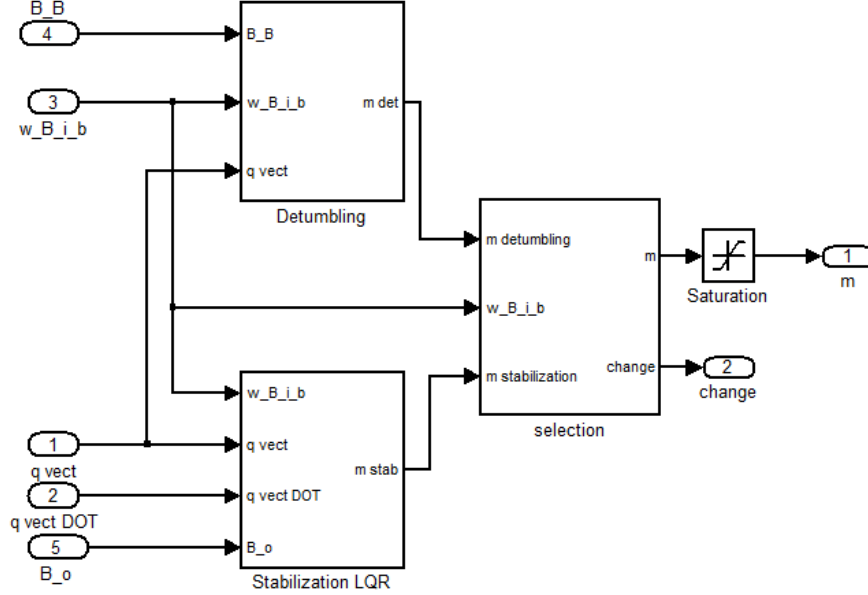 B_B
4
B_B
3
w_B_i_b
w_B_i_b
m det
q vect
Detumbling
m detumbling
m
1
m
Saturation
w_B_i_b
m stabilization
change
2
change
selection
w_B_i_b
1
q vect
q vect
m stab
2
q vect DOT
q vect DOT
5
B_o
B_o
Stabilization LQR